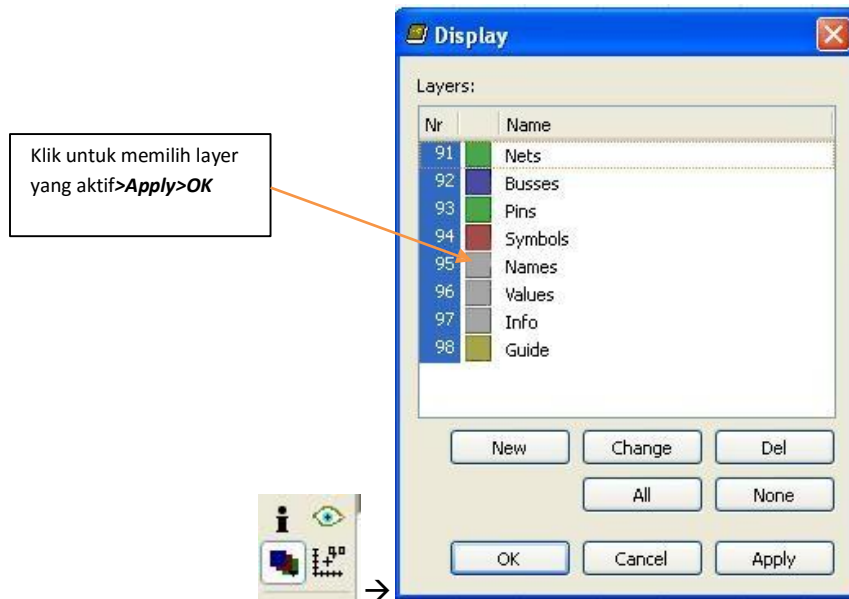 Display
Layers:
Nr Name
91 Nets
92 Busses
93 Pins
94 Symbols
95 Names
96 Values
97 Info
98 Guide
Klik untuk memilih layer
yang aktif>Apply>OK
New Change Del
All None
OK Cancel Apply